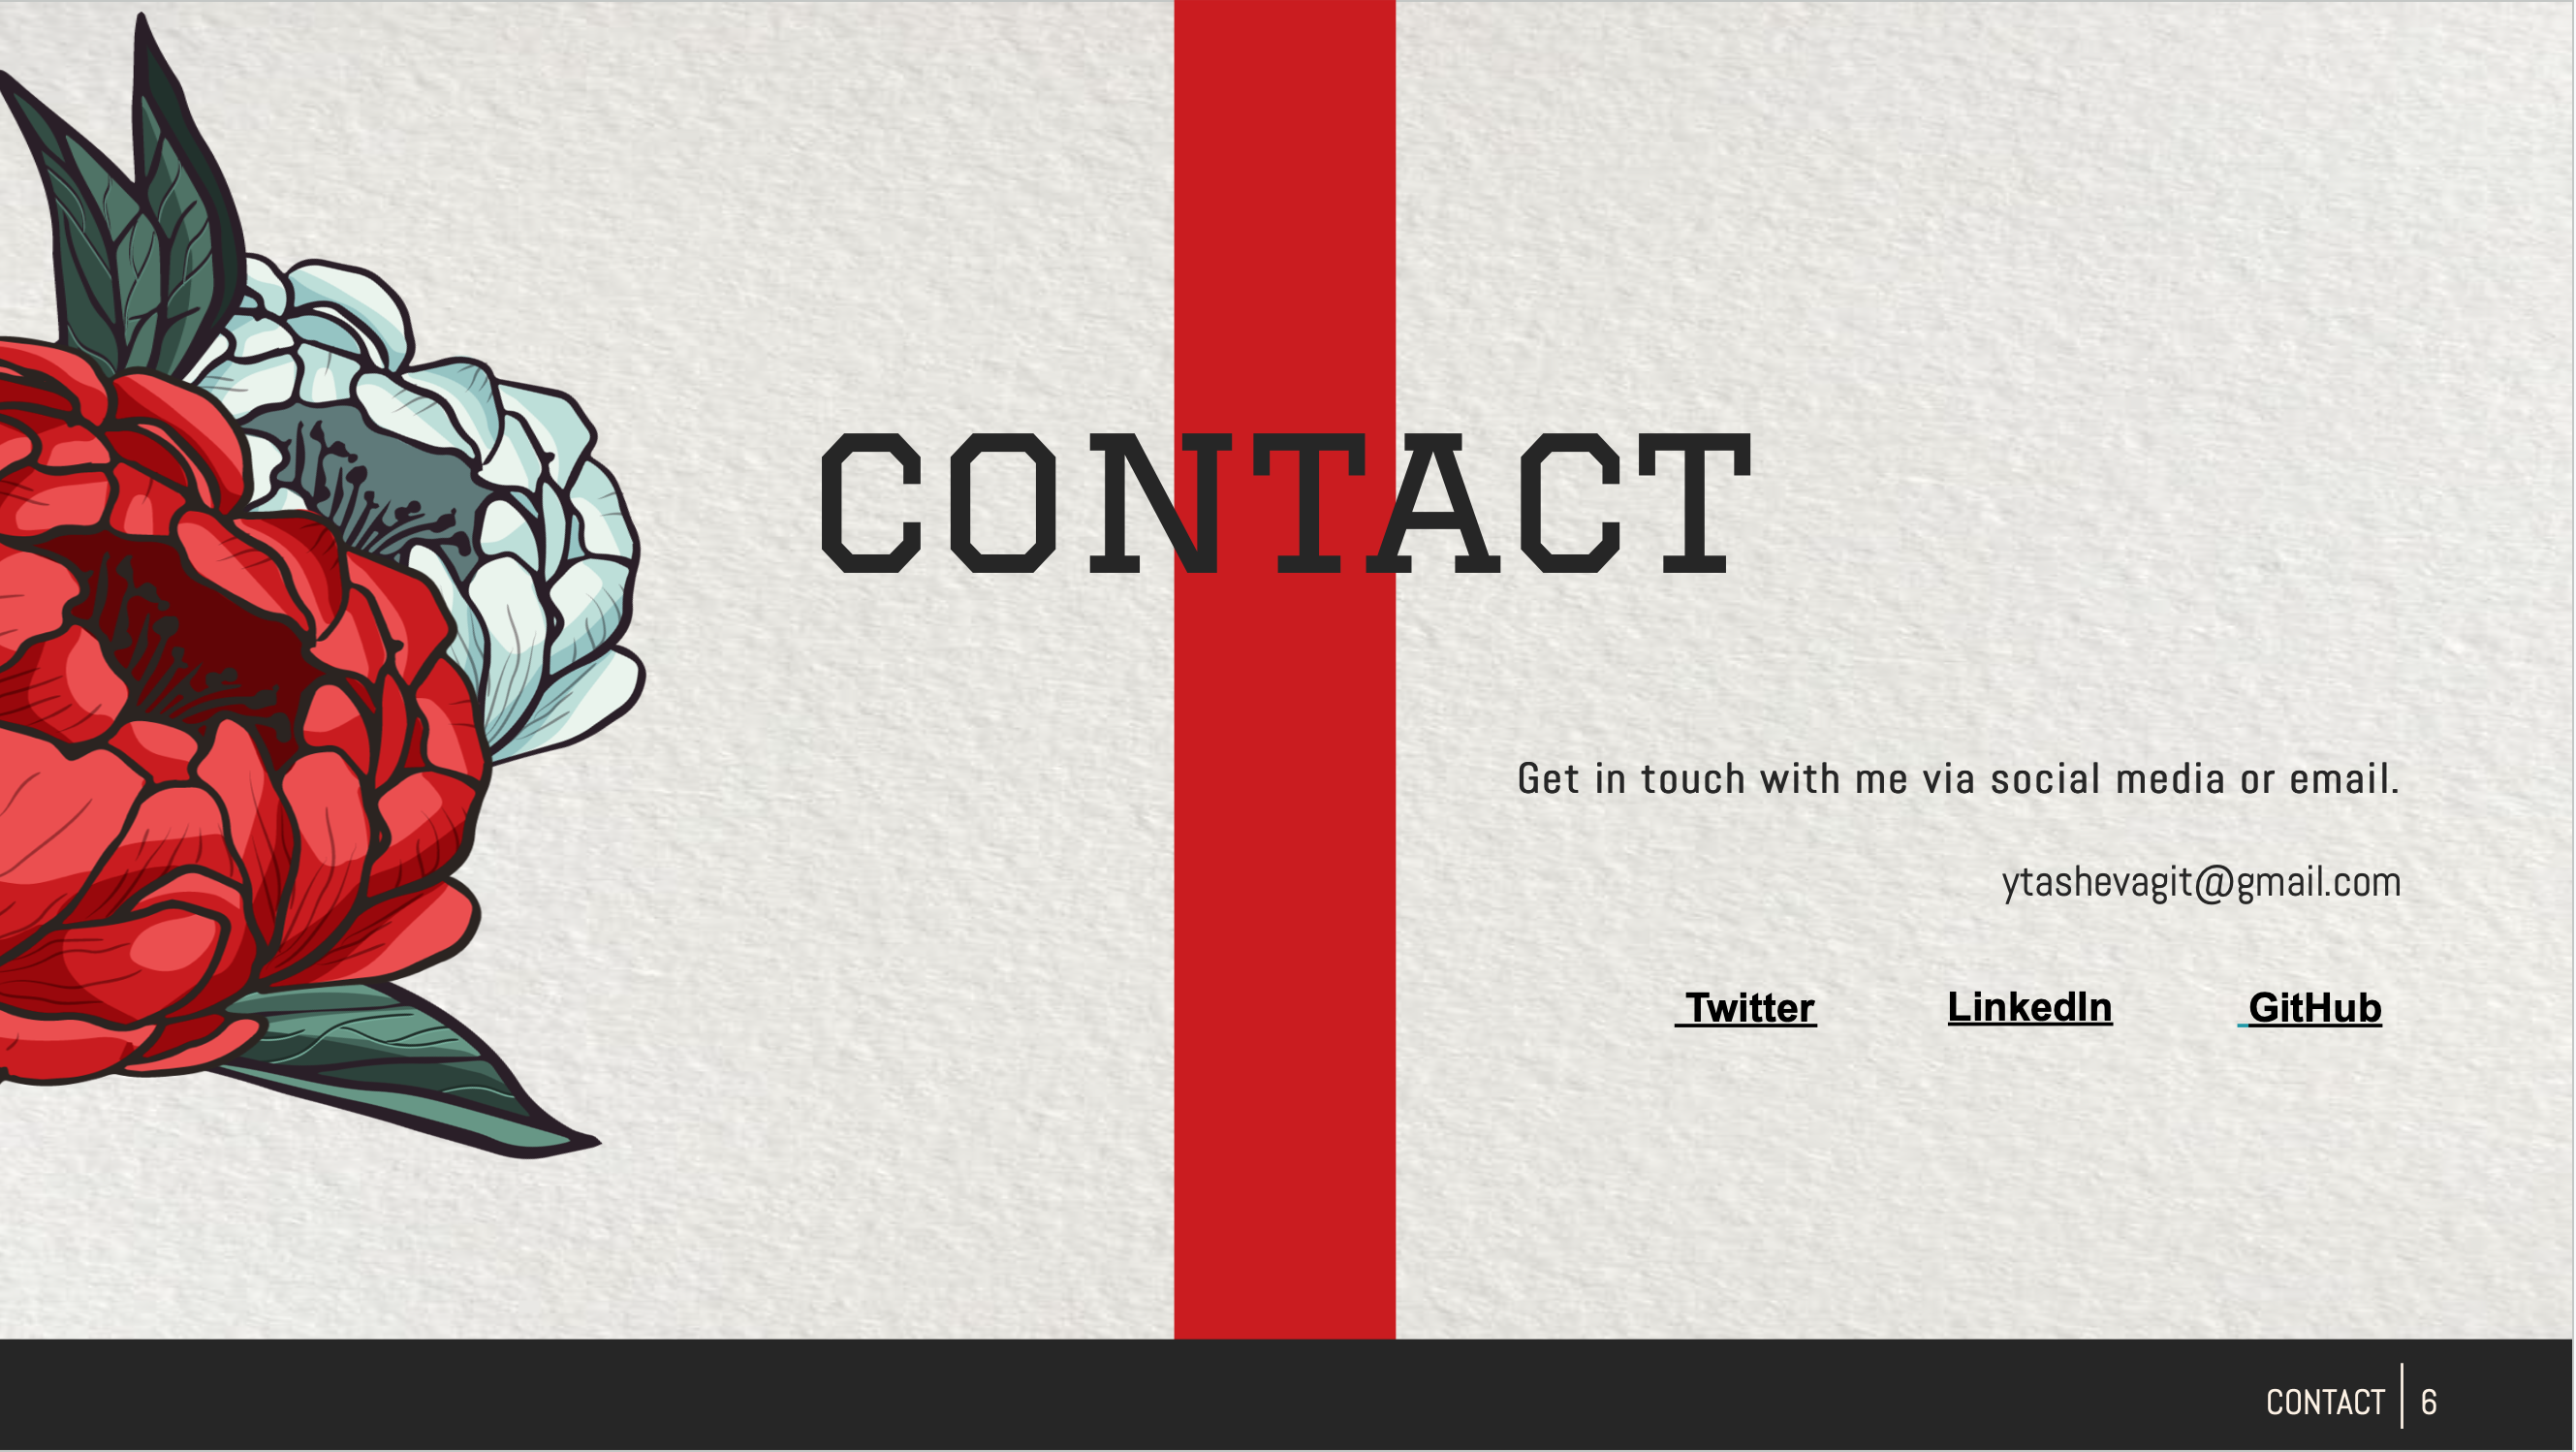 CONTACT
Get in touch with me via social media or email.
ytashevagit@gmail.com
Twitter LinkedIn GitHub
CONTACT 6